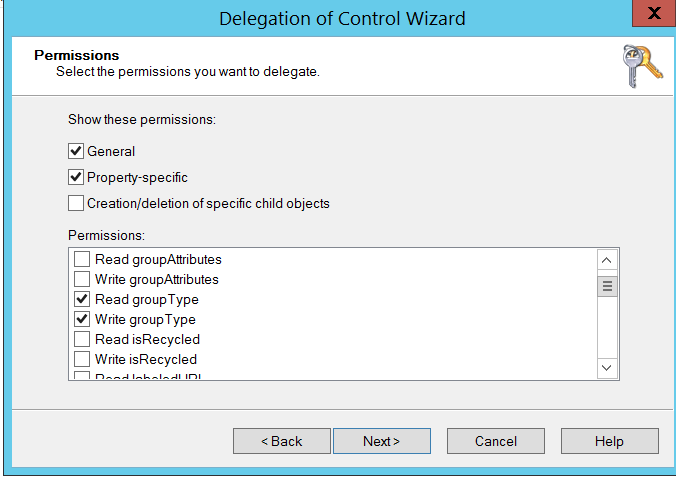 Delegation of Control Wizard
X
Permissions
Select the permissions you want to delegate.
Show these permissions:
General
Property-specific
Creation/deletion of specific child objects
Permissions:
Read groupAttributes
Write groupAttributes
Read groupType
Write groupType
Read isRecycled
Write isRecycled
Read labeledURI
< Back
Next >
Cancel
Help